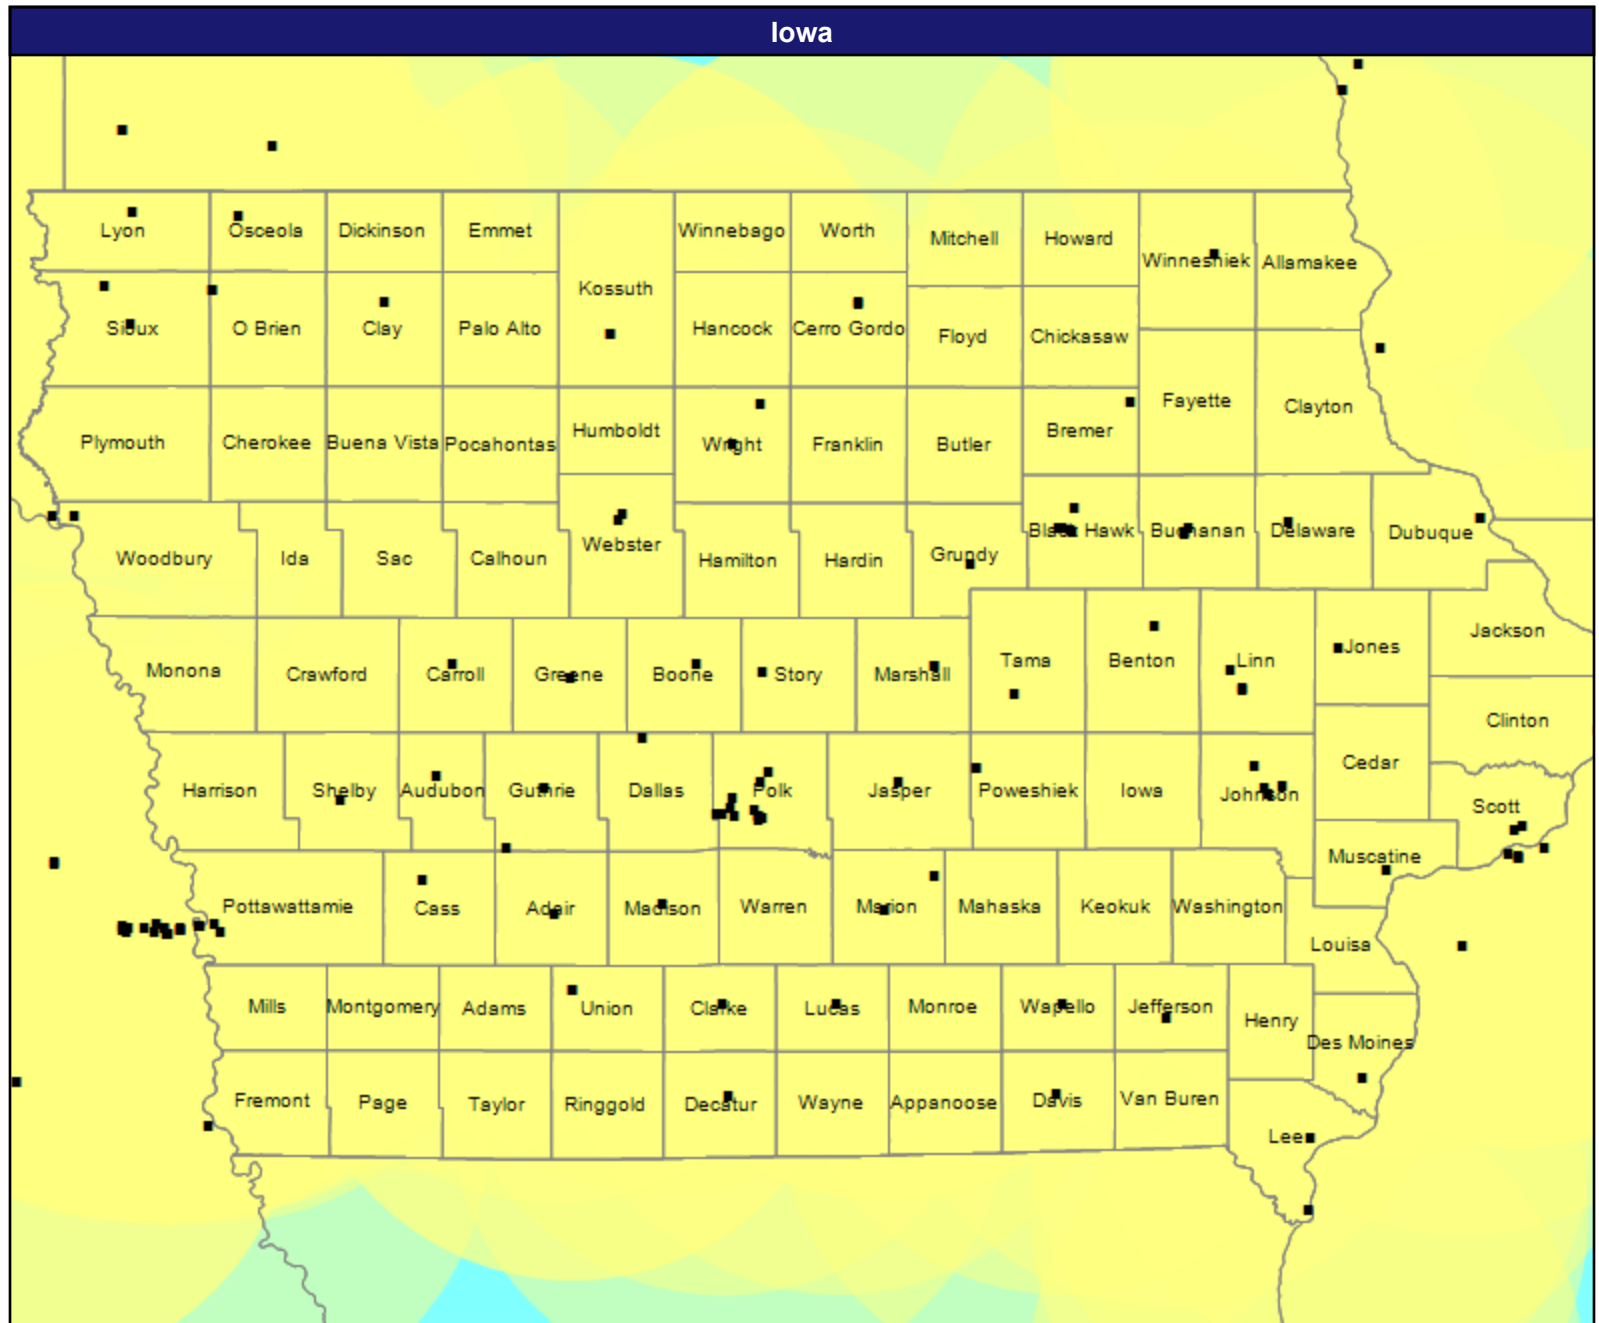 Iowa
Lyon Osceola Dickinson Emmet Winnebago Worth Mitchell Howard
Winneshiek Allamakee
Kossuth
Sioux O Brien Clay Palo Alto Hancock Cerro Gordo Floyd Chickasaw
Fayette Clayton
Plymouth Cherokee Buena Vista Pocahontas Humboldt Wright Franklin Butler Bremer
Woodbury Ida Sac Calhoun Webster Hamilton Hardin Grundy Black Hawk Buchanan Delaware Dubuque
Monona Crawford Carroll Greene Boone Story Marshall Tama Benton Linn Jones Jackson
Clinton
Harrison Shelby Audubon Guthrie Dallas Polk Jasper Poweshiek Iowa Johnson Cedar Scott
Muscatine
Pottawattamie Cass Adair Madison Warren Marion Mahaska Keokuk Washington
Louisa
Mills Montgomery Adams Union Clarke Lucas Monroe Wapello Jefferson Henry
Des Moines
Fremont Page Taylor Ringgold Decatur Wayne Appanoose Davis Van Buren
Lee